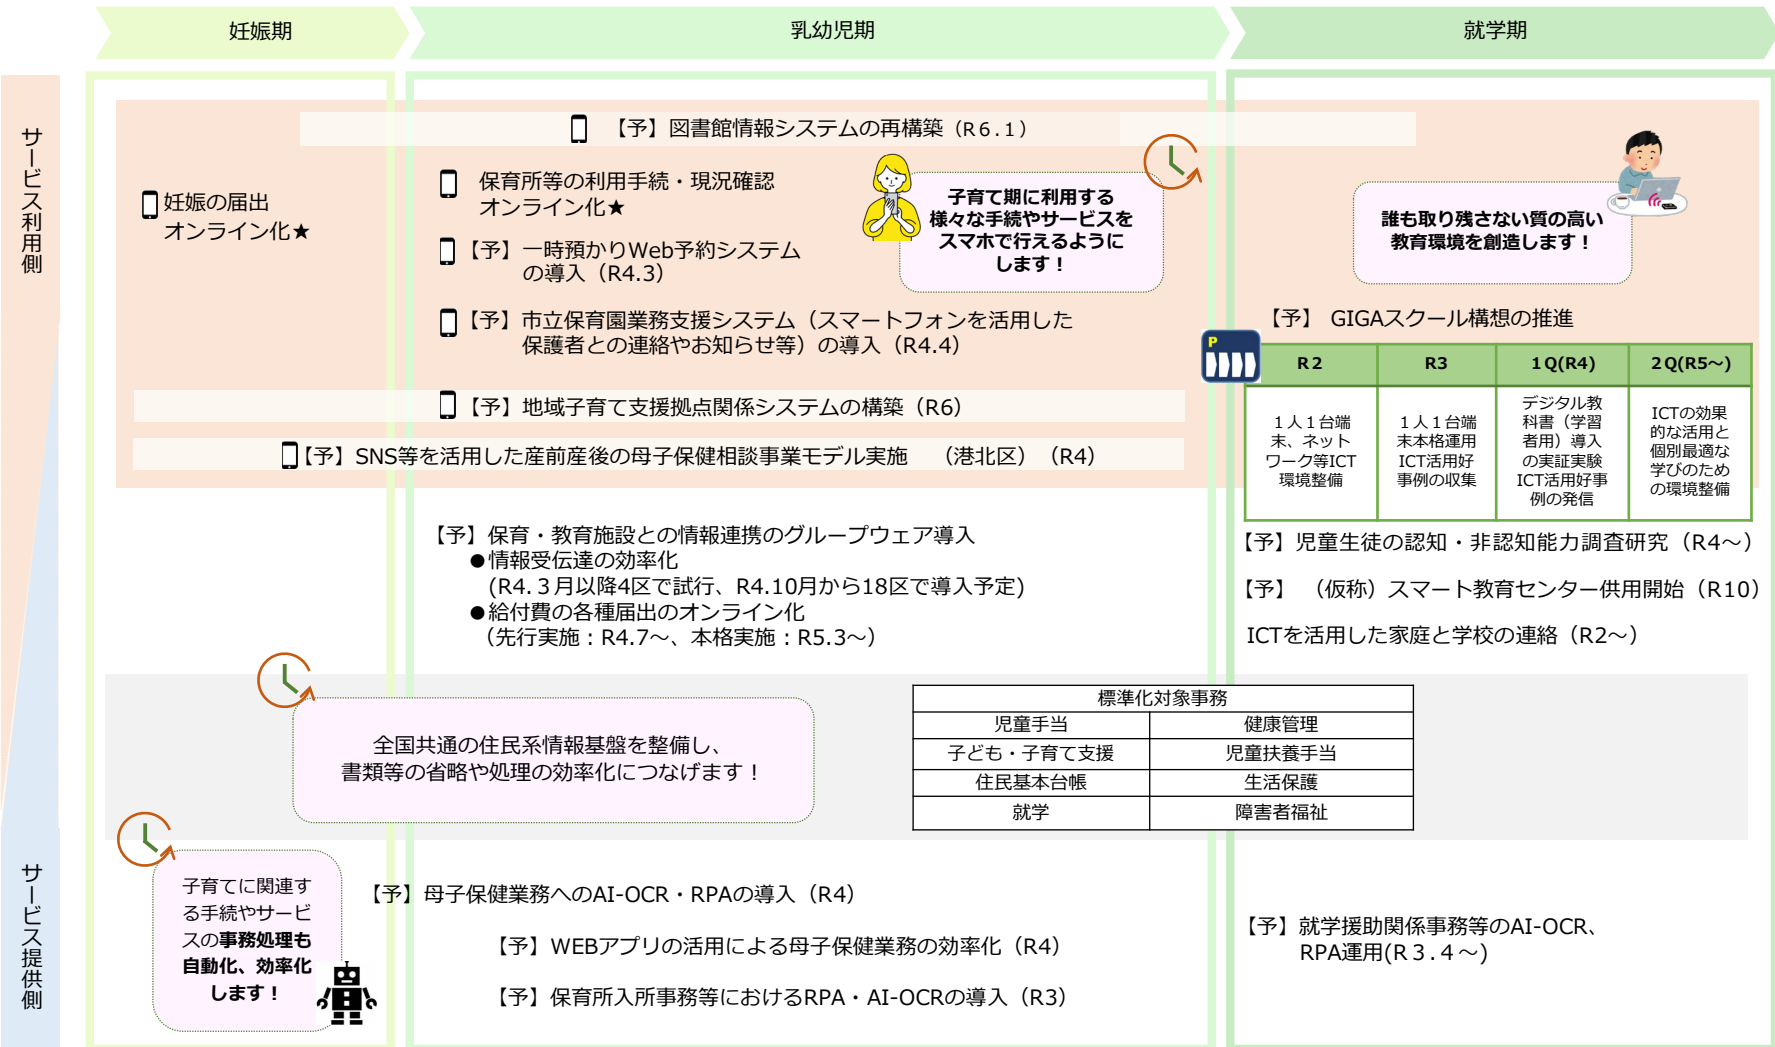 妊娠期
乳幼児期
就学期
サービス利用側
【予】図書館情報システムの再構築（R６.１）
妊娠の届出
オンライン化★
保育所等の利用手続・現況確認
オンライン化★
【予】一時預かりWeb予約システム
の導入（R4.3）
【予】市立保育園業務支援システム（スマートフォンを活用した
保護者との連絡やお知らせ等）の導入（R4.4）
【予】地域子育て支援拠点関係システムの構築（R6）
【予】SNS等を活用した産前産後の母子保健相談事業モデル実施　（港北区）（R4）
子育て期に利用する
様々な手続やサービスを
スマホで行えるように
します！
誰も取り残さない質の高い
教育環境を創造します！
【予】 GIGAスクール構想の推進
P
R２
R3
１Q(R4)
２Q(R5～)
１人１台端
末、ネット
ワーク等ICT
環境整備
１人１台端
末本格運用
ICT活用好
事例の収集
デジタル教
科書（学習
者用）導入
の実証実験
ICT活用好事
例の発信
ICTの効果
的な活用と
個別最適な
学びのため
の環境整備
【予】保育・教育施設との情報連携のグループウェア導入
●情報受伝達の効率化
(R4.３月以降4区で試行、R4.10月から18区で導入予定)
●給付費の各種届出のオンライン化
（先行実施：R4.7～、本格実施：R5.3～）
【予】児童生徒の認知・非認知能力調査研究（R4～）
【予】（仮称）スマート教育センター供用開始（R10）
ICTを活用した家庭と学校の連絡（R2～）
全国共通の住民系情報基盤を整備し、
書類等の省略や処理の効率化につなげます！
標準化対象事務
児童手当
健康管理
子ども・子育て支援
児童扶養手当
住民基本台帳
生活保護
就学
障害者福祉
サービス提供側
子育てに関連す
る手続やサービ
スの事務処理も
自動化、効率化
します！
【予】母子保健業務へのAI-OCR・RPAの導入（R4）
【予】WEBアプリの活用による母子保健業務の効率化（R4）
【予】保育所入所事務等におけるRPA・AI-OCRの導入（R3）
【予】就学援助関係事務等のAI-OCR、
RPA運用(R３.４～)